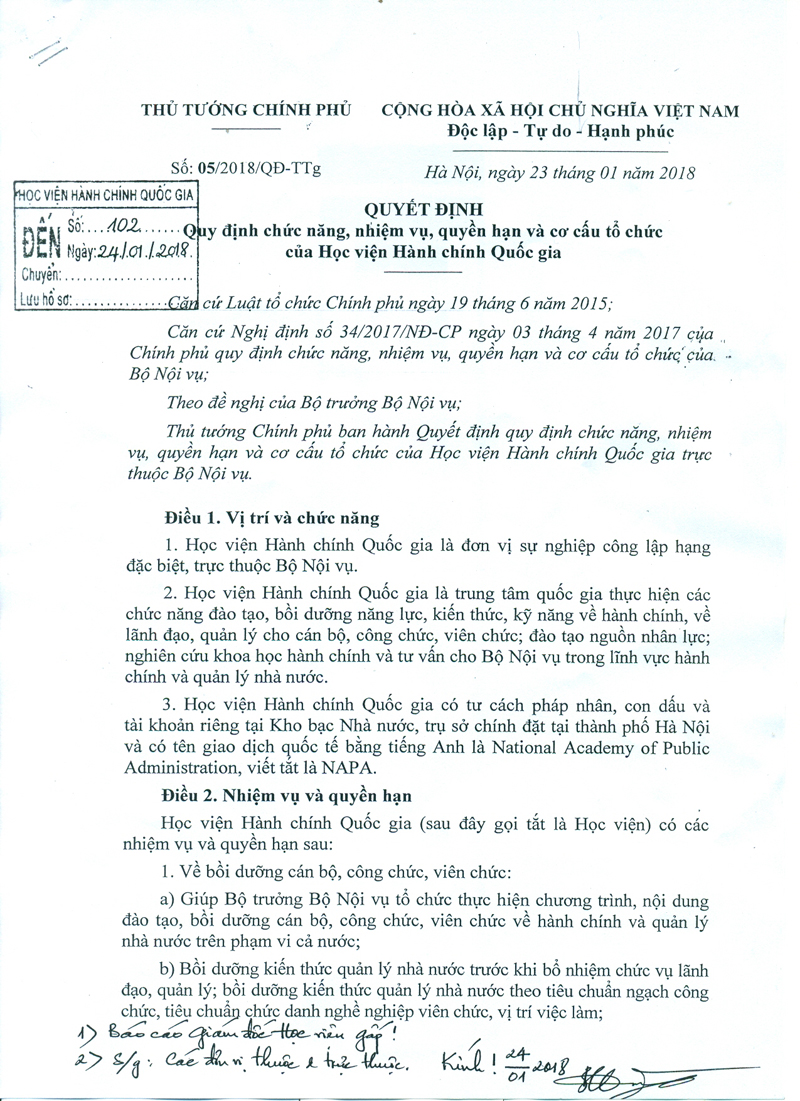 THỦ TƯỚNG CHÍNH PHỦ
CỘNG HÒA XÃ HỘI CHỦ NGHĨA VIỆT NAM
Độc lập - Tự do - Hạnh phúc
Số: 05/2018/QĐ-TTg
Hà Nội, ngày 23 tháng 01 năm 2018
HỌC VIỆN HÀNH CHÍNH QUỐC GIA
ĐẾN
Số: ...102.......
Ngày: 24/.01./.2018.
Chuyển: ......................
Lưu hồ sơ: ....................
QUYẾT ĐỊNH
Quy định chức năng, nhiệm vụ, quyền hạn và cơ cấu tổ chức
của Học viện Hành chính Quốc gia
Căn cứ Luật tổ chức Chính phủ ngày 19 tháng 6 năm 2015;
Căn cứ Nghị định số 34/2017/NĐ-CP ngày 03 tháng 4 năm 2017 của
Chính phủ quy định chức năng, nhiệm vụ, quyền hạn và cơ cấu tổ chức của
Bộ Nội vụ;
Theo đề nghị của Bộ trưởng Bộ Nội vụ;
Thủ tướng Chính phủ ban hành Quyết định quy định chức năng, nhiệm
vụ, quyền hạn và cơ cấu tổ chức của Học viện Hành chính Quốc gia trực
thuộc Bộ Nội vụ.
Điều 1. Vị trí và chức năng
1. Học viện Hành chính Quốc gia là đơn vị sự nghiệp công lập hạng
đặc biệt, trực thuộc Bộ Nội vụ.
2. Học viện Hành chính Quốc gia là trung tâm quốc gia thực hiện các
chức năng đào tạo, bồi dưỡng năng lực, kiến thức, kỹ năng về hành chính, về
lãnh đạo, quản lý cho cán bộ, công chức, viên chức; đào tạo nguồn nhân lực;
nghiên cứu khoa học hành chính và tư vấn cho Bộ Nội vụ trong lĩnh vực hành
chính và quản lý nhà nước.
3. Học viện Hành chính Quốc gia có tư cách pháp nhân, con dấu và
tài khoản riêng tại Kho bạc Nhà nước, trụ sở chính đặt tại thành phố Hà Nội
và có tên giao dịch quốc tế bằng tiếng Anh là National Academy of Public
Administration, viết tắt là NAPA.
Điều 2. Nhiệm vụ và quyền hạn
Học viện Hành chính Quốc gia (sau đây gọi tắt là Học viện) có các
nhiệm vụ và quyền hạn sau:
1. Về bồi dưỡng cán bộ, công chức, viên chức:
a) Giúp Bộ trưởng Bộ Nội vụ tổ chức thực hiện chương trình, nội dung
đào tạo, bồi dưỡng cán bộ, công chức, viên chức về hành chính và quản lý
nhà nước trên phạm vi cả nước;
b) Bồi dưỡng kiến thức quản lý nhà nước trước khi bổ nhiệm chức vụ lãnh
đạo, quản lý; bồi dưỡng kiến thức quản lý nhà nước theo tiêu chuẩn ngạch công
chức, tiêu chuẩn chức danh nghề nghiệp viên chức, vị trí việc làm;
1) Báo cáo Giám đốc Học viện gấp!
2) S/g: Các đơn vị thuộc & trực thuộc. Kính! 24/01 2018